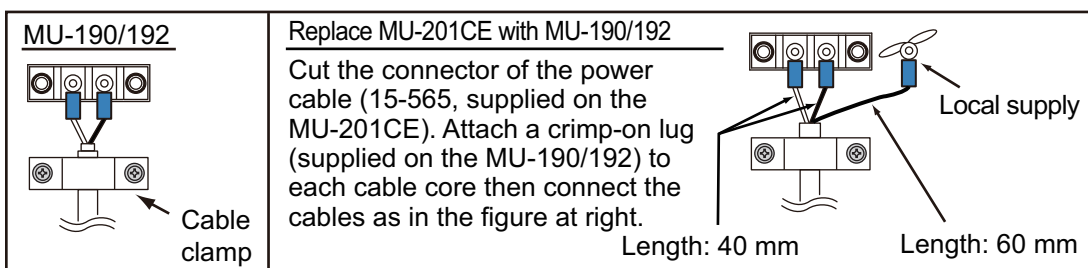 MU-190/192
Cable
clamp
Replace MU-201CE with MU-190/192
Cut the connector of the power
cable (15-565, supplied on the
MU-201CE). Attach a crimp-on lug
(supplied on the MU-190/192) to
each cable core then connect the
cables as in the figure at right.
Local supply
Length: 40 mm
Length: 60 mm